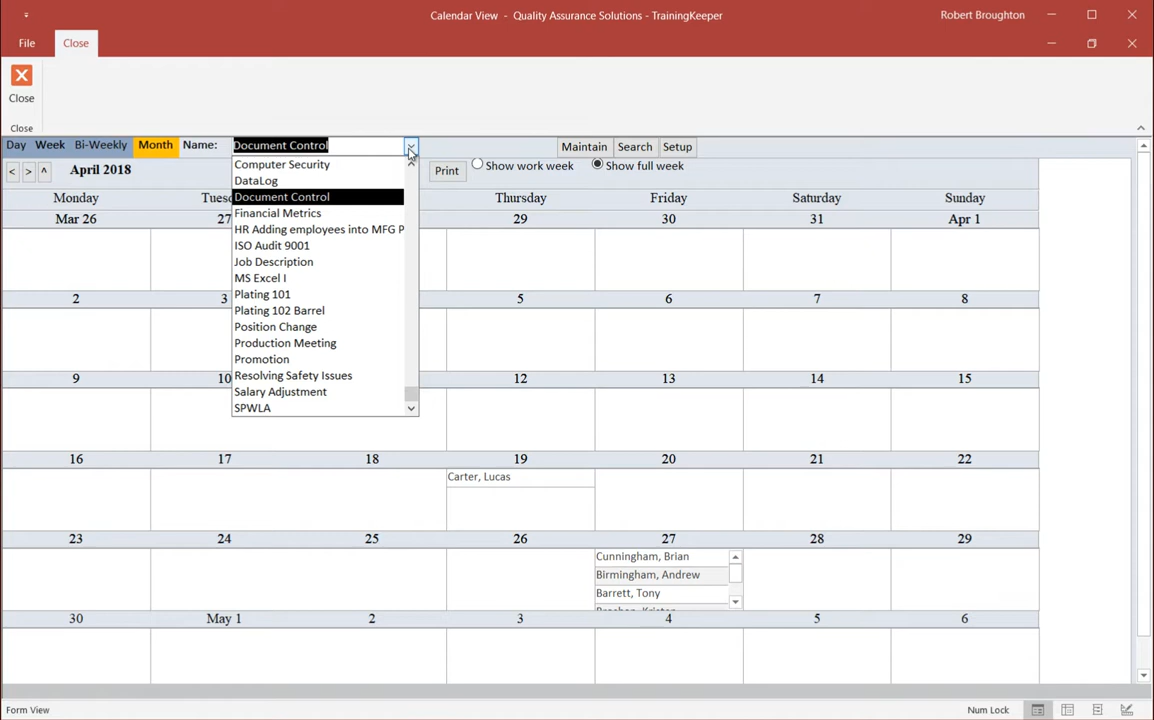 Calendar View - Quality Assurance Solutions - TrainingKeeper
Robert Broughton
File
Close
Close
Close
Day Week Bi-Weekly Month Name: Document Control
Maintain Search Setup
< > ^ April 2018
Print Show work week Show full week
Computer Security
DataLog
Document Control
Financial Metrics
HR Adding employees into MFG P
ISO Audit 9001
Job Description
MS Excel I
Plating 101
Plating 102 Barrel
Position Change
Production Meeting
Promotion
Resolving Safety Issues
Salary Adjustment
SPWLA
Monday Thursday Friday Saturday Sunday
Mar 26 27 29 30 31 Apr 1
2 3 5 6 7 8
9 10 12 13 14 15
16 17 18 19 20 21 22
Carter, Lucas
23 24 25 26 27 28 29
Cunningham, Brian
Birmingham, Andrew
Barrett, Tony
30 May 1 2 3 4 5 6
Form View
Num Lock